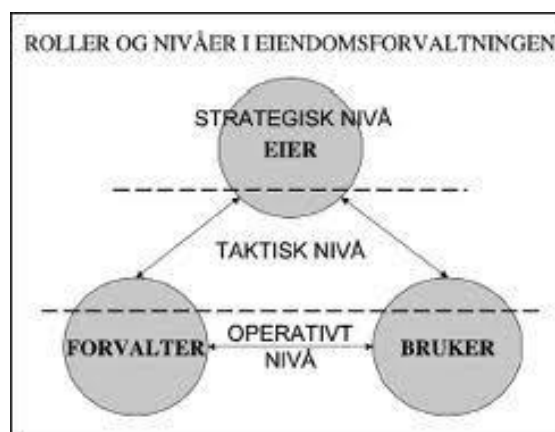 ROLLER OG NIVÅER I EIENDOMSFORVALTNINGEN
STRATEGISK NIVÅ
EIER
TAKTISK NIVÅ
FORVALTER
OPERATIVT
NIVÅ
BRUKER